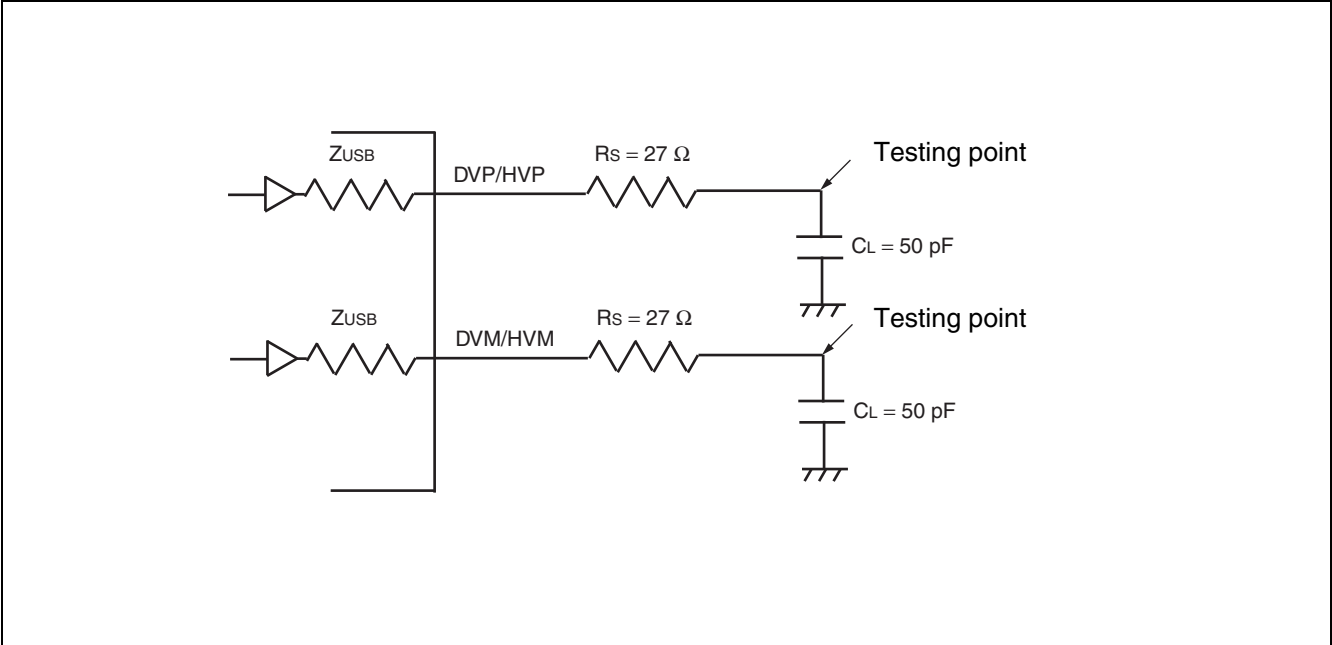 ZUSB
DVP/HVP
RS = 27 Ω
Testing point
CL = 50 pF
ZUSB
DVM/HVM
RS = 27 Ω
Testing point
CL = 50 pF